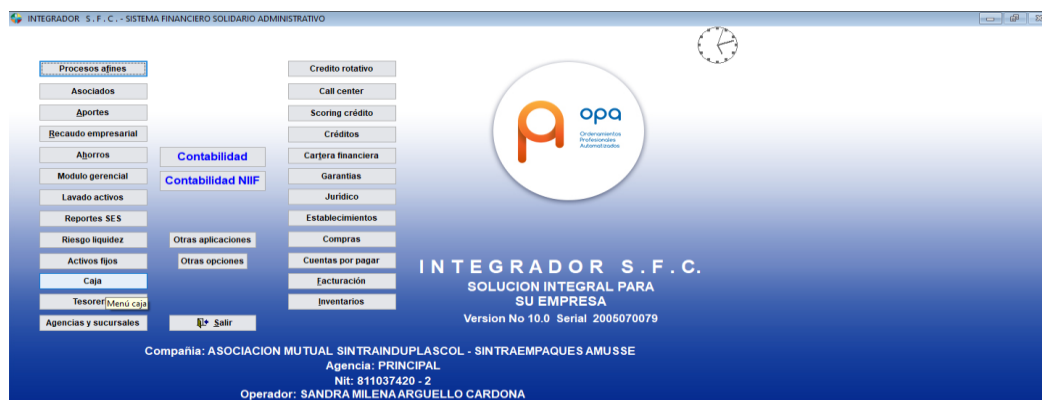 INTEGRADOR S . F . C . - SISTEMA FINANCIERO SOLIDARIO ADMINISTRATIVO
Procesos afines
Asociados
Aportes
Recaudo empresarial
Ahorros
Modulo gerencial
Lavado activos
Reportes SES
Riesgo liquidez
Activos fijos
Caja
Tesorer
Menú caja
Agencias y sucursales
Contabilidad
Contabilidad NIIF
Otras aplicaciones
Otras opciones
Salir
Credito rotativo
Call center
Scoring crédito
Créditos
Cartera financiera
Garantias
Jurídico
Establecimientos
Compras
Cuentas por pagar
Facturación
Inventarios
opa
Ordenamientos
Profesionales
Automatizados
INTEGRADOR S.F.C.
SOLUCION INTEGRAL PARA
SU EMPRESA
Version No 10.0 Serial 2005070079
Compañia: ASOCIACION MUTUAL SINTRAINDUPLASCOL - SINTRAEMPAQUES AMUSSE
Agencia: PRINCIPAL
Nit: 811037420 - 2
Operador: SANDRA MILENA ARGUELLO CARDONA